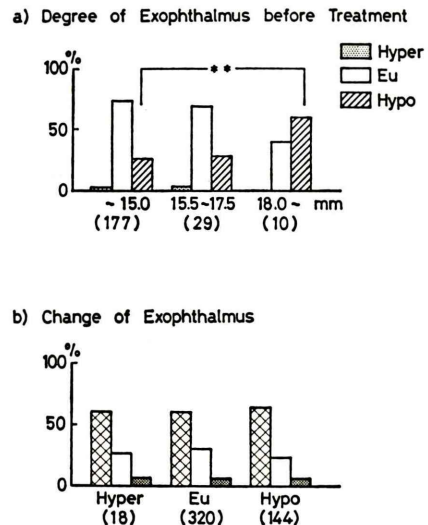 a) Degree of Exophthalmus before Treatment
Hyper
Eu
Hypo
%
100
**
50
0
~ 15.0 15.5~17.5 18.0 ~ mm
(177) (29) (10)
b) Change of Exophthalmus
%
100
50
0
Hyper Eu Hypo
(18) (320) (144)